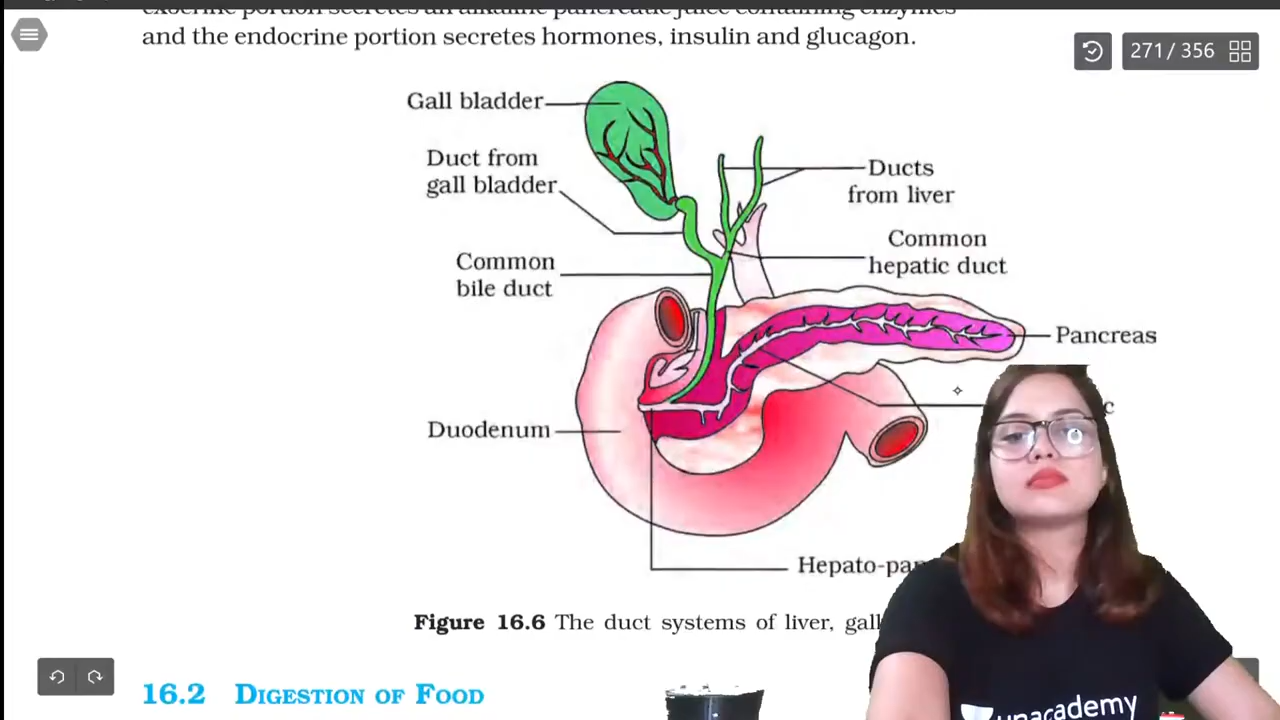 and the endocrine portion secretes hormones, insulin and glucagon.
271 / 356
Gall bladder
Duct from
gall bladder
Ducts
from liver
Common
hepatic duct
Common
bile duct
Pancreas
Duodenum
Figure 16.6 The duct systems of liver,
16.2 DIGESTION OF FOOD
unacademy